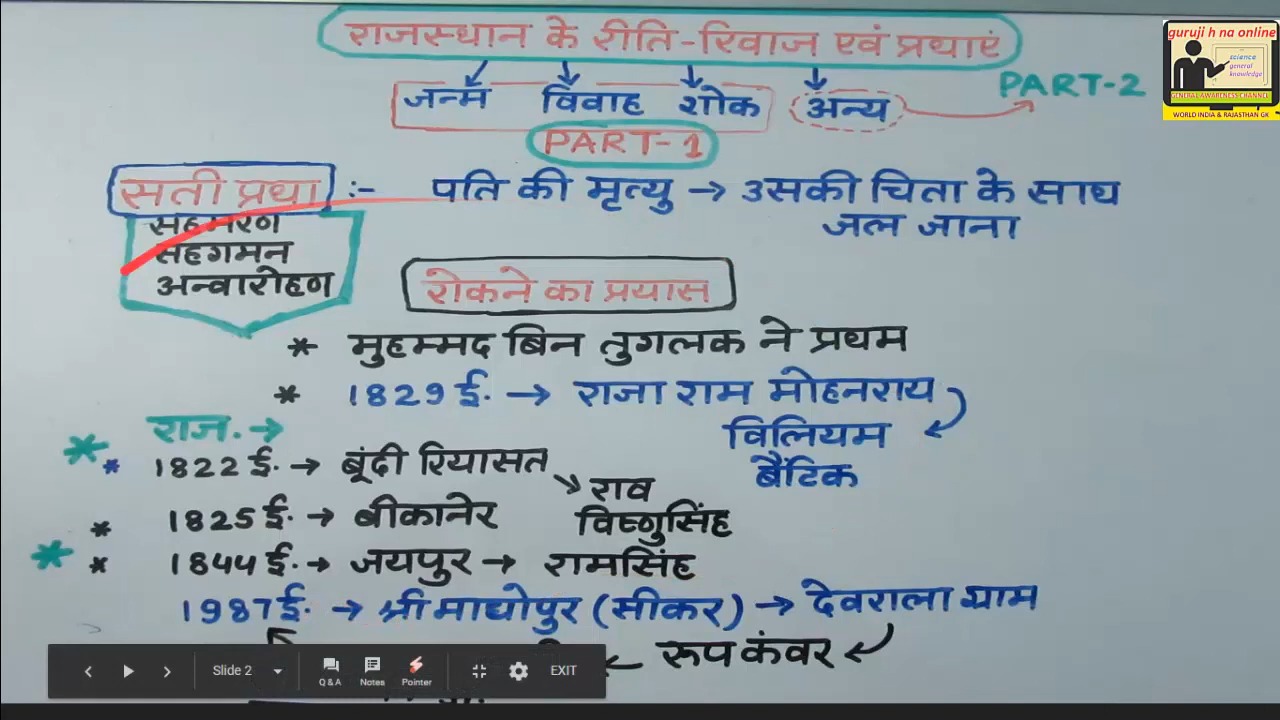 राजस्थान के रीति-रिवाज एवं प्रथाएं
जन्म विवाह शोक अन्य
PART-2
PART-1
guruji h na online
science
general
knowledge
GENERAL AWARENESS CHANNEL
WORLD INDIA & RAJASTHAN GK
सती प्रथा :- पति की मृत्यु → उसकी चिता के साथ
जल जाना
सहमरण
सहगमन
अन्वारोहण
रोकने का प्रयास
* मुहम्मद बिन तुगलक ने प्रथम
* 1829 ई. → राजा राम मोहनराय
विलियम
बैंटिक
राज. →
* 1822 ई. → बूंदी रियासत
→ राव
विष्णुसिंह
* 1825 ई. → बीकानेर
* 1844 ई. → जयपुर → रामसिंह
1987 ई. → श्रीमाधोपुर (सीकर) → देवराला ग्राम
← रूपकंवर
Slide 2
Q & A
Notes
Pointer
EXIT